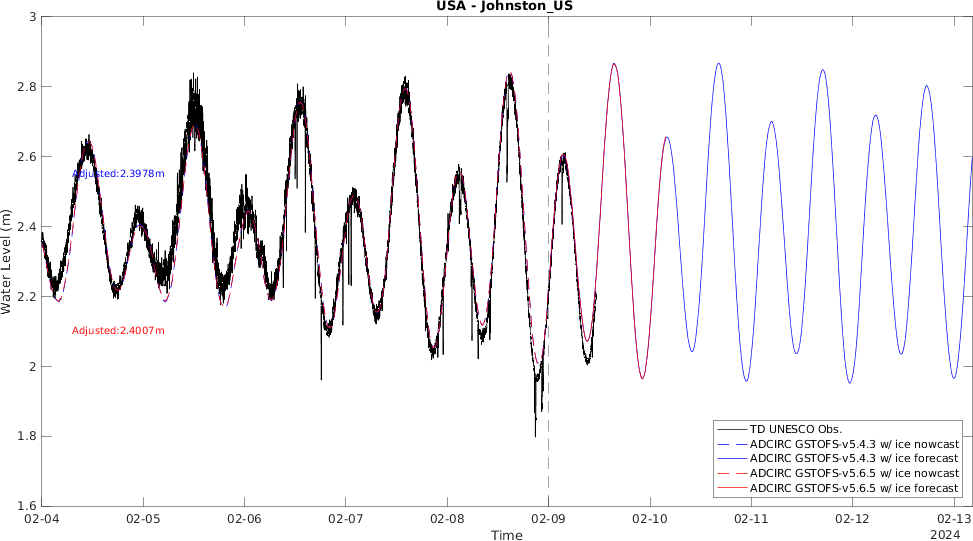 USA - Johnston_US
3
2.8
2.6
2.4
2.2
2
1.8
1.6
Water Level (m)
Adjusted:2.3978m
Adjusted:2.4007m
TD UNESCO Obs.
ADCIRC GSTOFS-v5.4.3 w/ ice nowcast
ADCIRC GSTOFS-v5.4.3 w/ ice forecast
ADCIRC GSTOFS-v5.6.5 w/ ice nowcast
ADCIRC GSTOFS-v5.6.5 w/ ice forecast
02-04 02-05 02-06 02-07 02-08 02-09 02-10 02-11 02-12 02-13
Time
2024